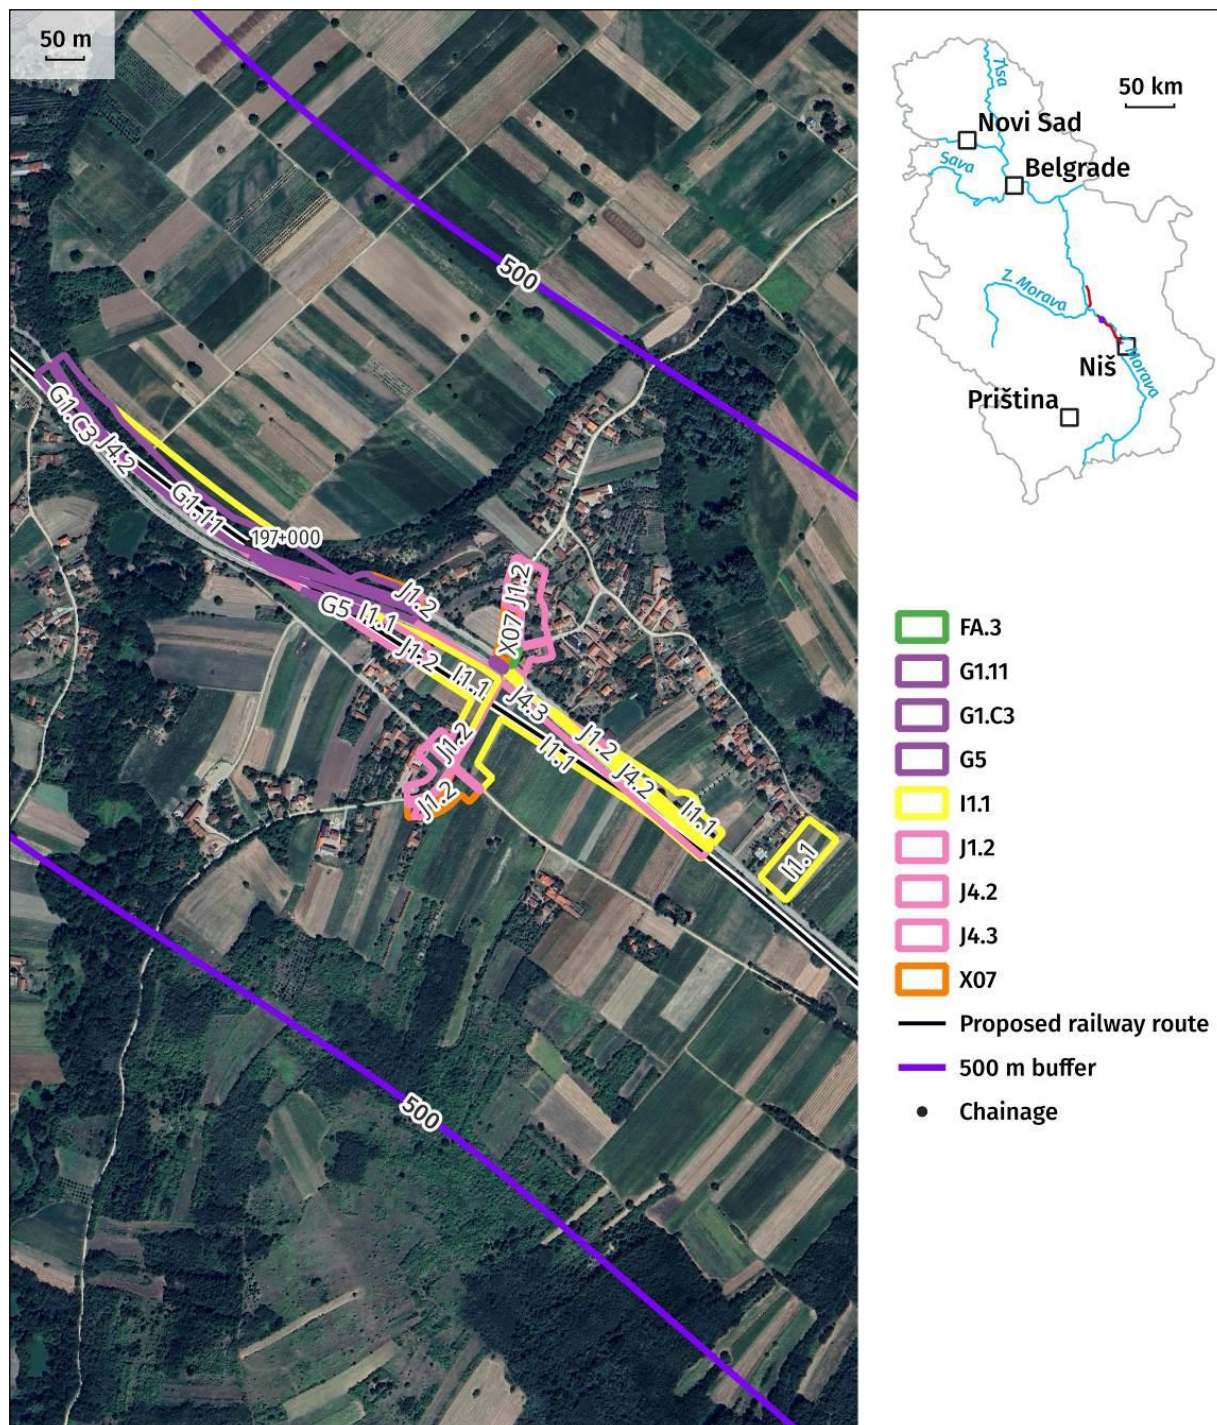 50 m
500
G1.C3
J4.2
G1.11
197+000
J1.2
J1.2
G5
I1.1
X07
J1.2
I1.1
J4.3
J1.2
I1.1
J1.2
J4.2
J1.2
I1.1
I1.1
500
Tisa
50 km
Novi Sad
Sava
Belgrade
Z. Morava
Niš
Morava
Priština
FA.3
G1.11
G1.C3
G5
I1.1
J1.2
J4.2
J4.3
X07
Proposed railway route
500 m buffer
Chainage